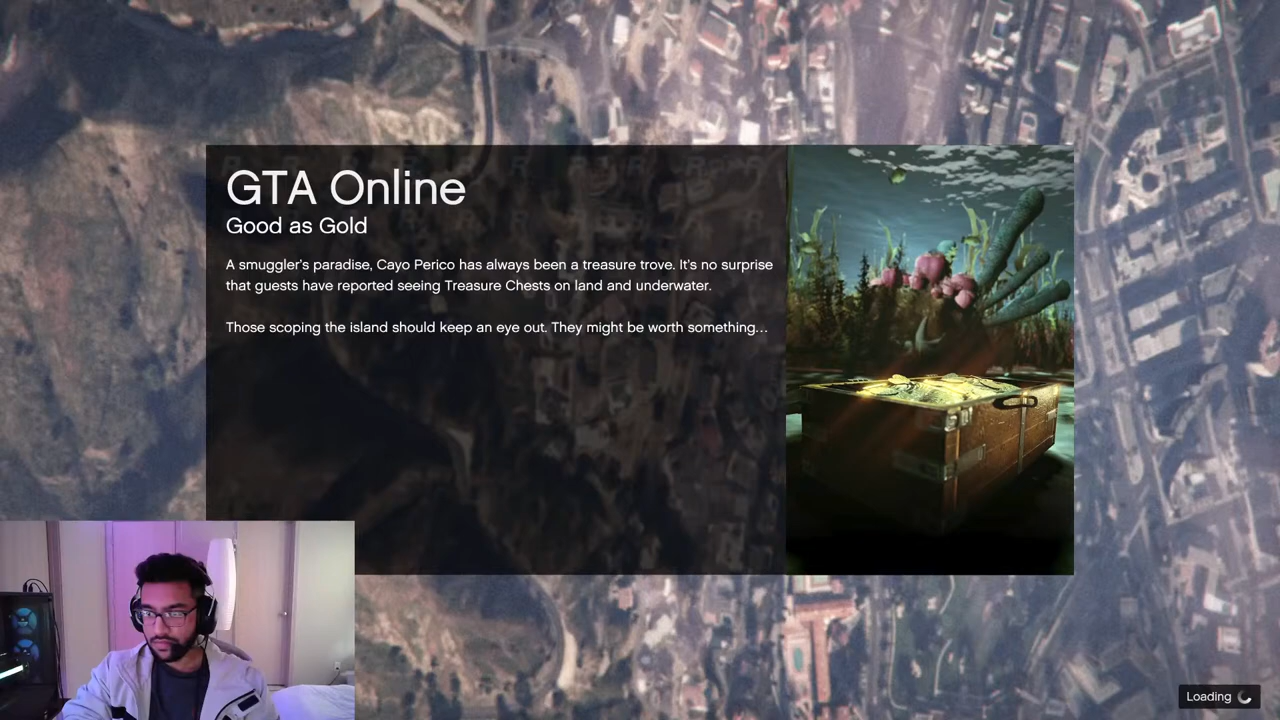 GTA Online
Good as Gold
A smuggler's paradise, Cayo Perico has always been a treasure trove. It's no surprise
that guests have reported seeing Treasure Chests on land and underwater.
Those scoping the island should keep an eye out. They might be worth something...
Loading